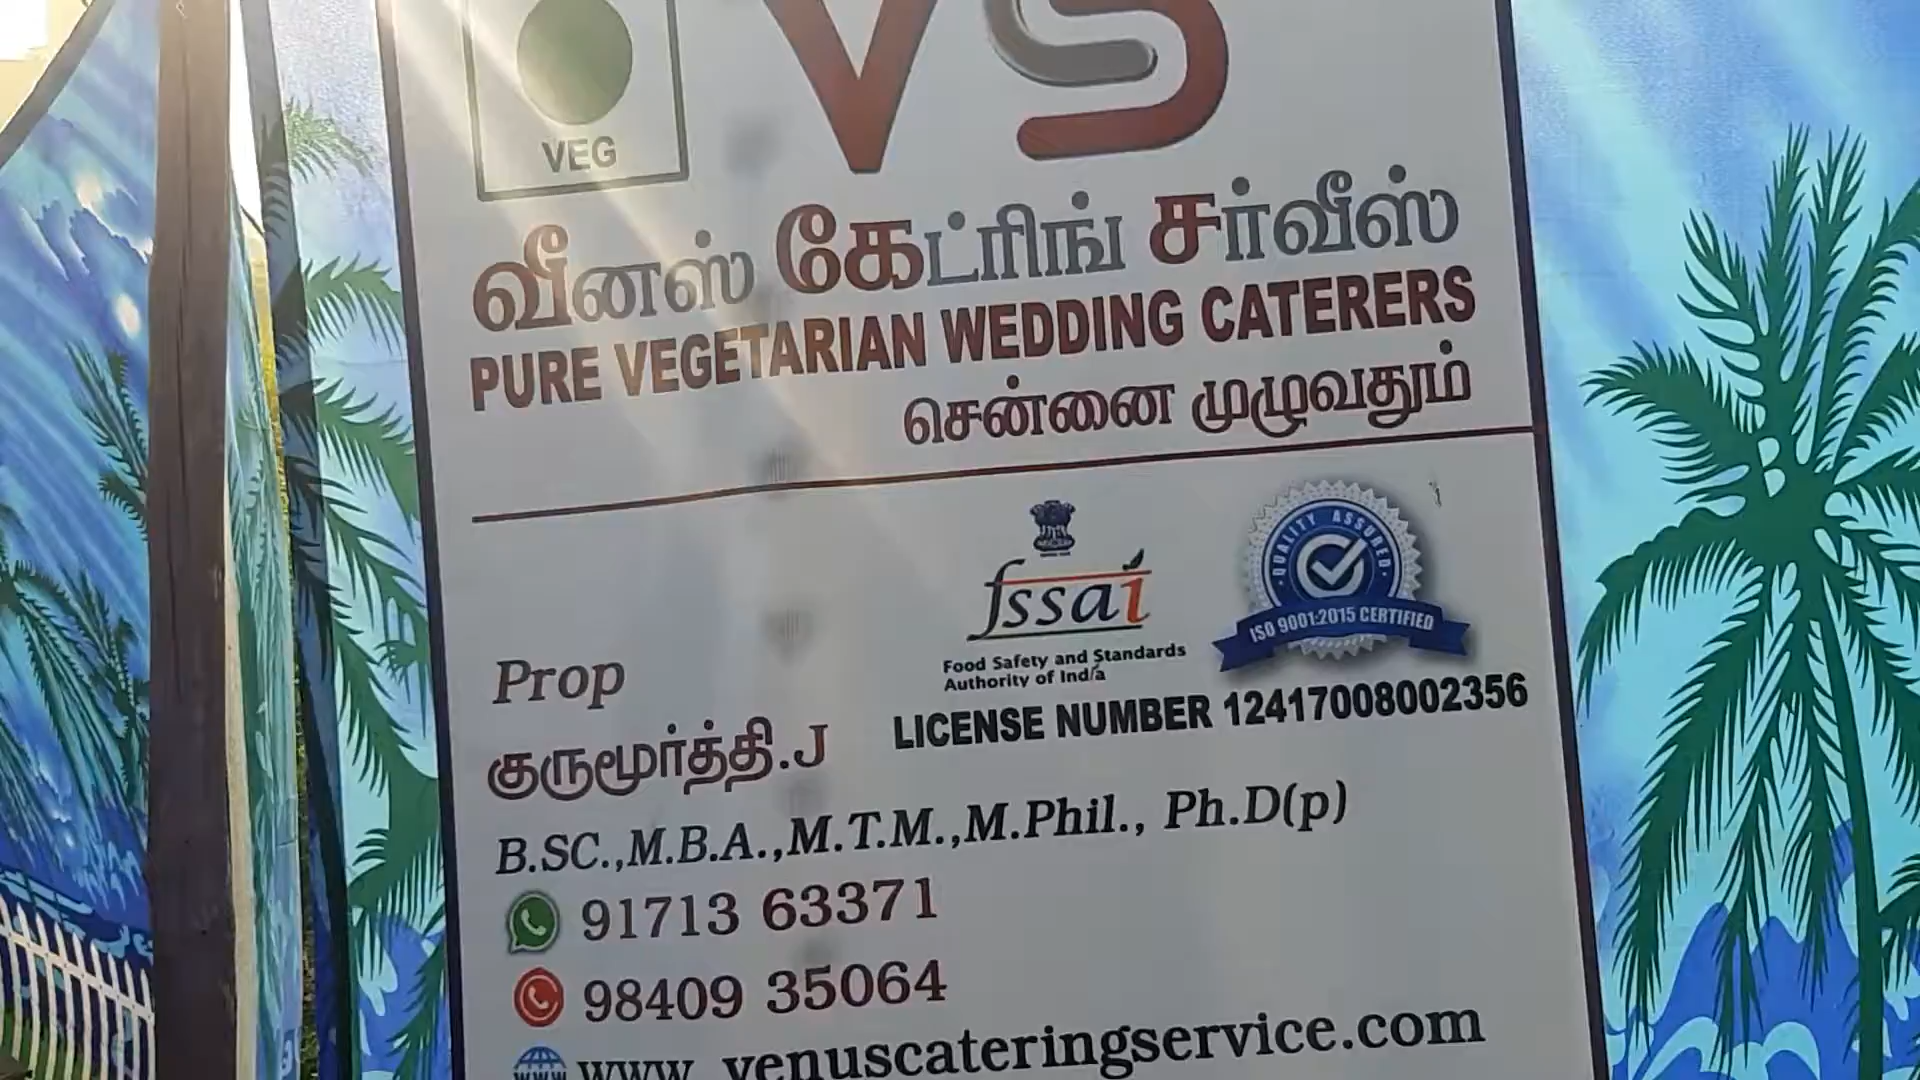 VS
VEG
வீனஸ் கேட்ரிங் சர்வீஸ்
PURE VEGETARIAN WEDDING CATERERS
சென்னை முழுவதும்
QUALITY ASSURED
ISO 9001:2015 CERTIFIED
fssai
Food Safety and Standards
Authority of India
LICENSE NUMBER 12417008002356
Prop
குருமூர்த்தி.J
B.SC.,M.B.A.,M.T.M.,M.Phil., Ph.D(p)
91713 63371
98409 35064
www www. venuscateringservice.com